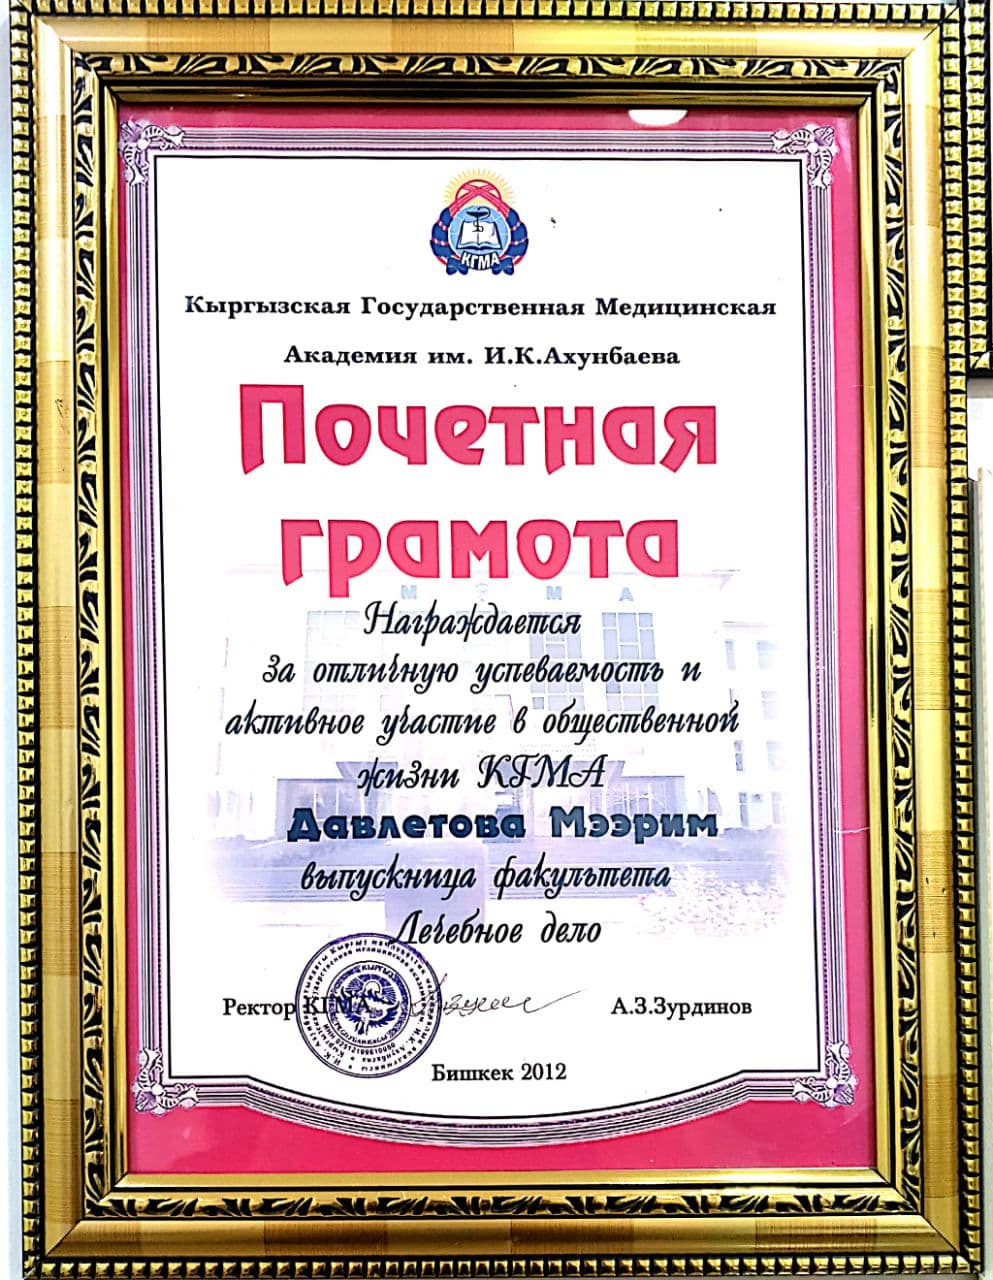 КГМА
Кыргызская Государственная Медицинская
Академия им. И.К.Ахунбаева
Почетная
грамота
М М А
Награждается
За отличную успеваемость и
активное участие в общественной
жизни КГМА
Давлетова Мээрим
выпускница факультета
Лечебное дело
Ректор КГМА
А.З.Зурдинов
Бишкек 2012